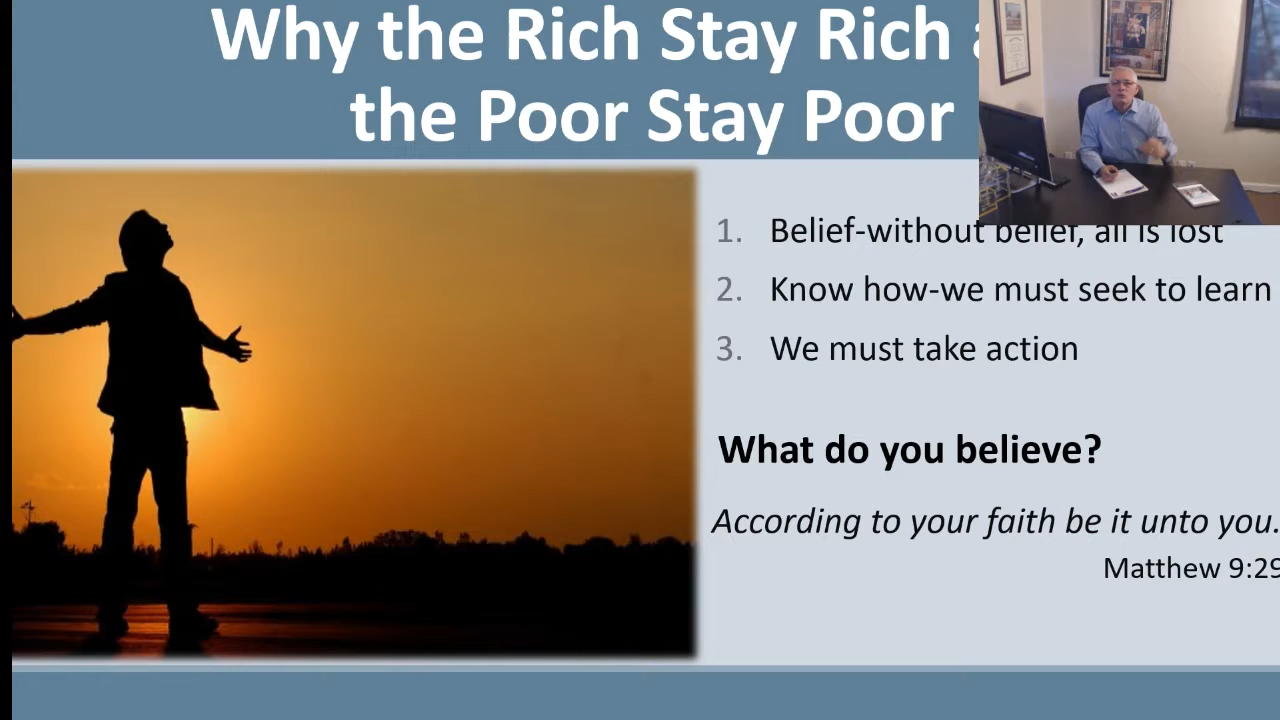 Why the Rich Stay Rich
the Poor Stay Poor
1. Belief-without belief, all is lost
2. Know how-we must seek to learn
3. We must take action
What do you believe?
According to your faith be it unto you.
Matthew 9:29